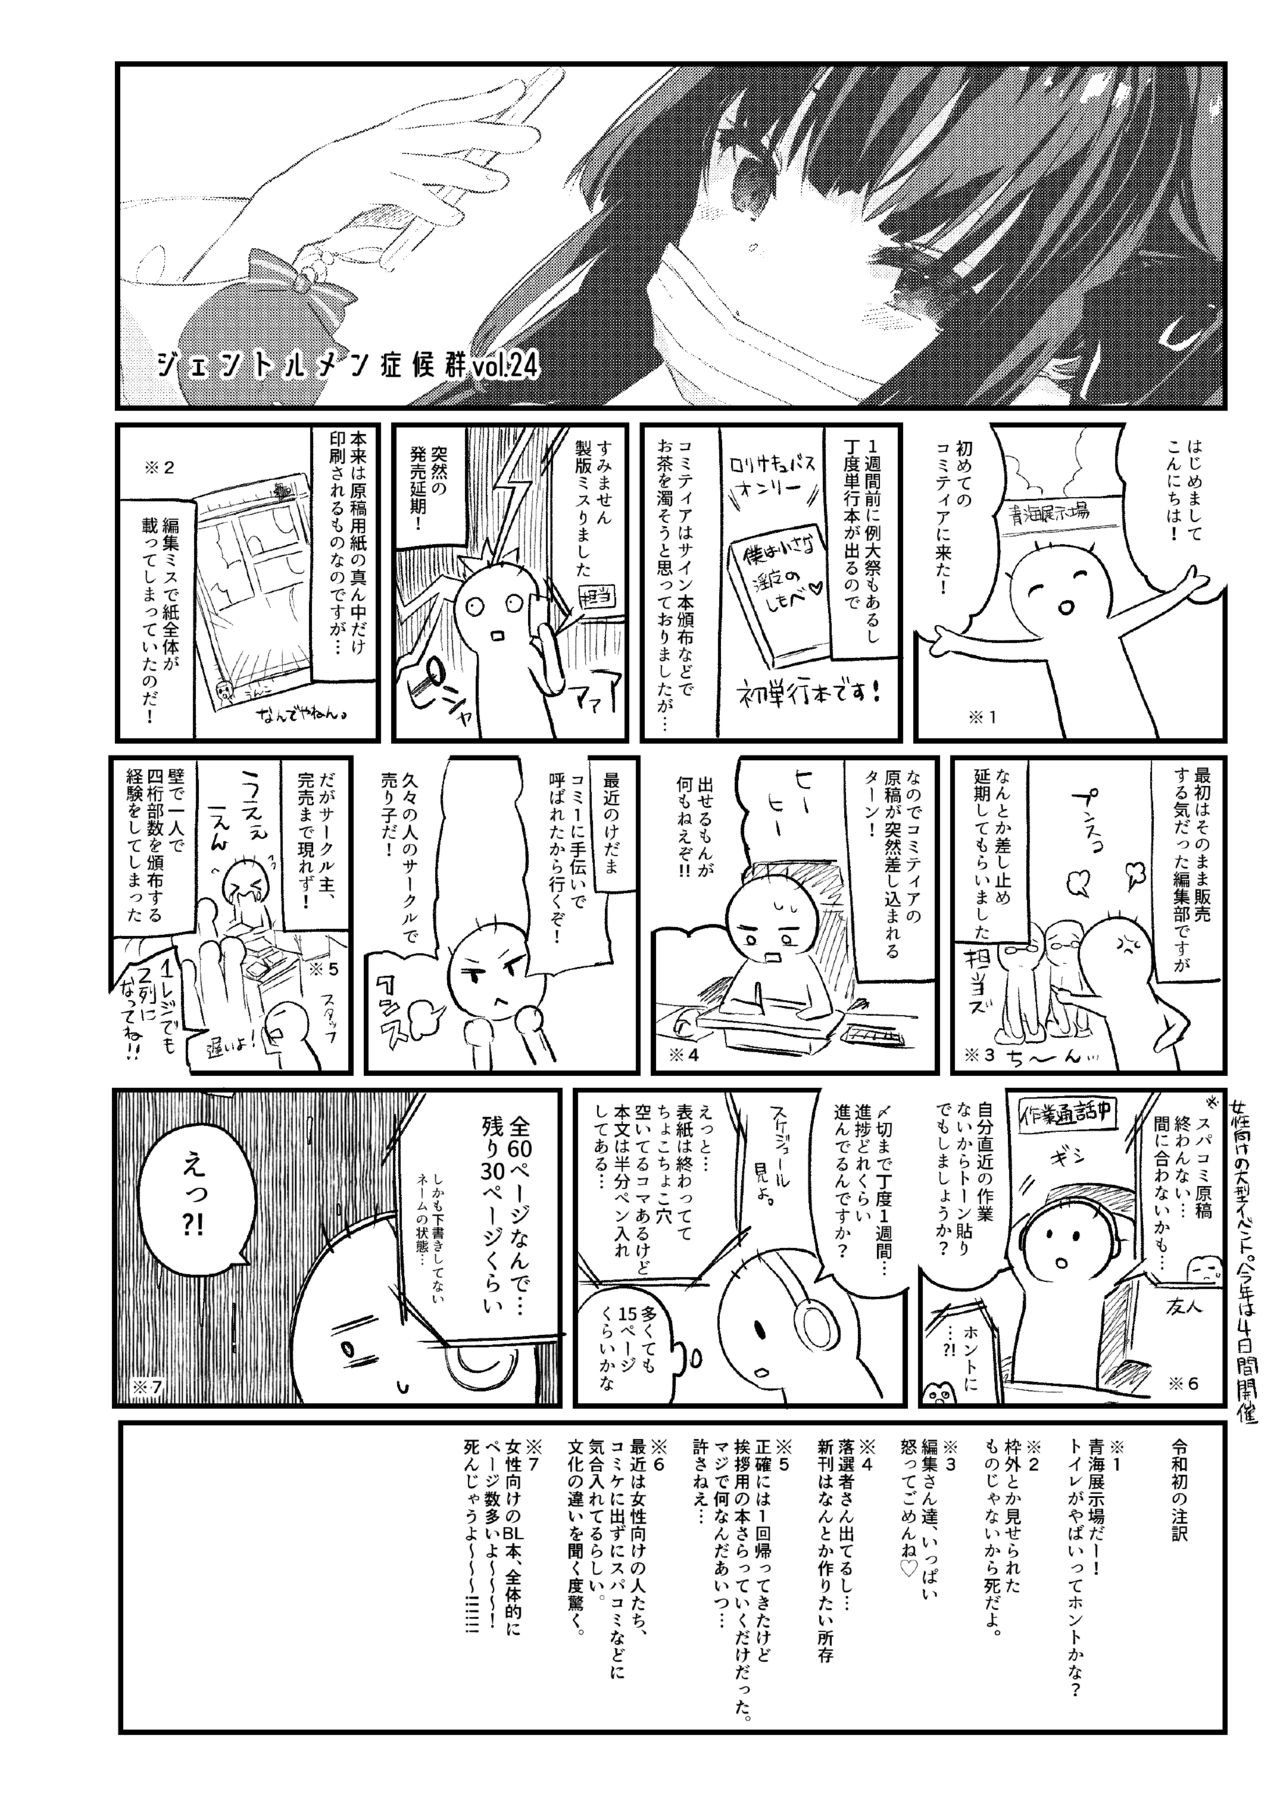 ジェントルメン症候群vol.24
はじめまして
こんにちは！
青海展示場
初めての
コミティアに来た！
※1
1週間前に例大祭もあるし
丁度単行本が出るので
ロリサキュバス
オンリー
僕は小さな
淫魔の
しもべ♡
初単行本です！
コミティアはサイン本頒布などで
お茶を濁そうと思っておりましたが…
すみません
製版ミスりました
担当
突然の
発売延期！
アアア
ピシャ
本来は原稿用紙の真ん中だけ
印刷されるものなのですが…
※2
うんこ
なんでやねん。
編集ミスで紙全体が
載ってしまっていたのだ！
最初はそのまま販売
する気だった編集部ですが
プンスコ
なんとか差し止め
延期してもらいました
担当ズ
※3
ち〜ん…
なのでコミティアの
原稿が突然差し込まれる
ターン！
ヒー
ヒー
出せるもんが
何もねえぞ!!
※4
最近のけだま
コミ1に手伝いで
呼ばれたから行くぞ！
久々の人のサークルで
売り子だ！
フンスス
だがサークル主、
完売まで現れず！
うええ
えん
※5
スタッフ
遅いよ！
1レジでも
2列に
なってね!!
壁で一人で
四桁部数を頒布する
経験をしてしまった
※
スパコミ原稿
終わんない…
間に合わないかも…
女性向けの大型イベント。今年は4日間開催
友人
作業通話中
ギシ
自分直近の作業
ないからトーン貼り
でもしましょうか？
ホントに
…?!
※6
〆切まで丁度1週間…
進捗どれくらい
進んでるんですか？
スケジュール
見よ。
えっと…
表紙は終わってて
ちょこちょこ穴
空いてるコマあるけど
本文は半分ペン入れ
してある…
多くても
15ページ
くらいかな
全60ページなんで…
残り30ページくらい
しかも下書きしてない
ネームの状態…
えっ?!
※7
令和初の注訳
※1
青海展示場だー！
トイレがやばいってホントかな？
※2
枠外とか見せられた
ものじゃないから死だよ。
※3
編集さん達、いっぱい
怒ってごめんね♡
※4
落選者さん出てるし…
新刊はなんとか作りたい所存
※5
正確には1回帰ってきたけど
挨拶用の本さらっていくだけだった。
マジで何なんだあいつ…
許さねえ…
※6
最近は女性向けの人たち、
コミケに出ずにスパコミなどに
気合入れてるらしい。
文化の違いを聞く度驚く。
※7
女性向けのBL本、全体的に
ページ数多いよ〜〜〜！
死んじゃうよ〜〜〜!!!!!!